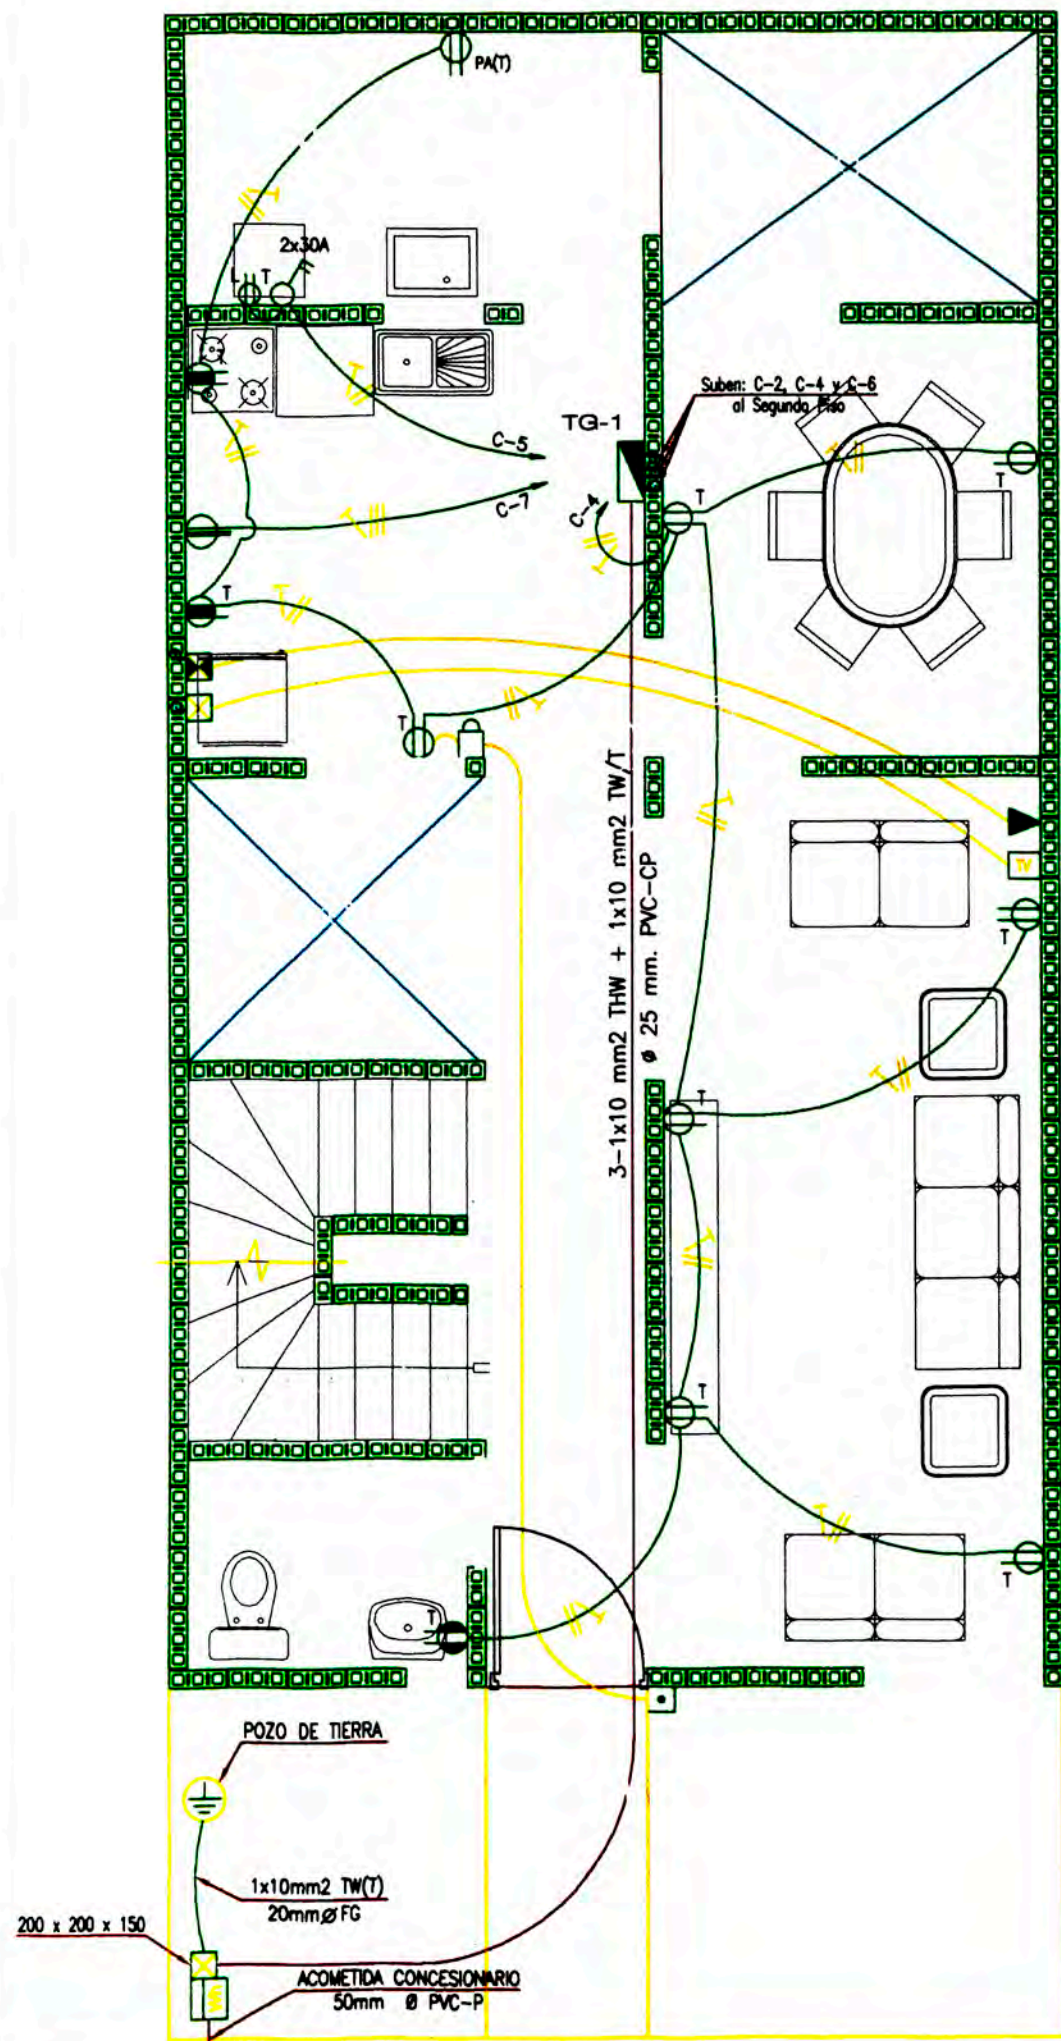 PA(T)
2x30A
L T
Suben: C-2, C-4 y C-6
al Segundo Piso
TG-1
C-5
C-7
C-4
T
T
T
T
3-1x10 mm2 THW + 1x10 mm2 TW/T
ø 25 mm. PVC-CP
TV
T
T
T
T
T
POZO DE TIERRA
1x10mm2 TW(T)
20mmØFG
200 x 200 x 150
ACOMETIDA CONCESIONARIO
50mm Ø PVC-P
Wh